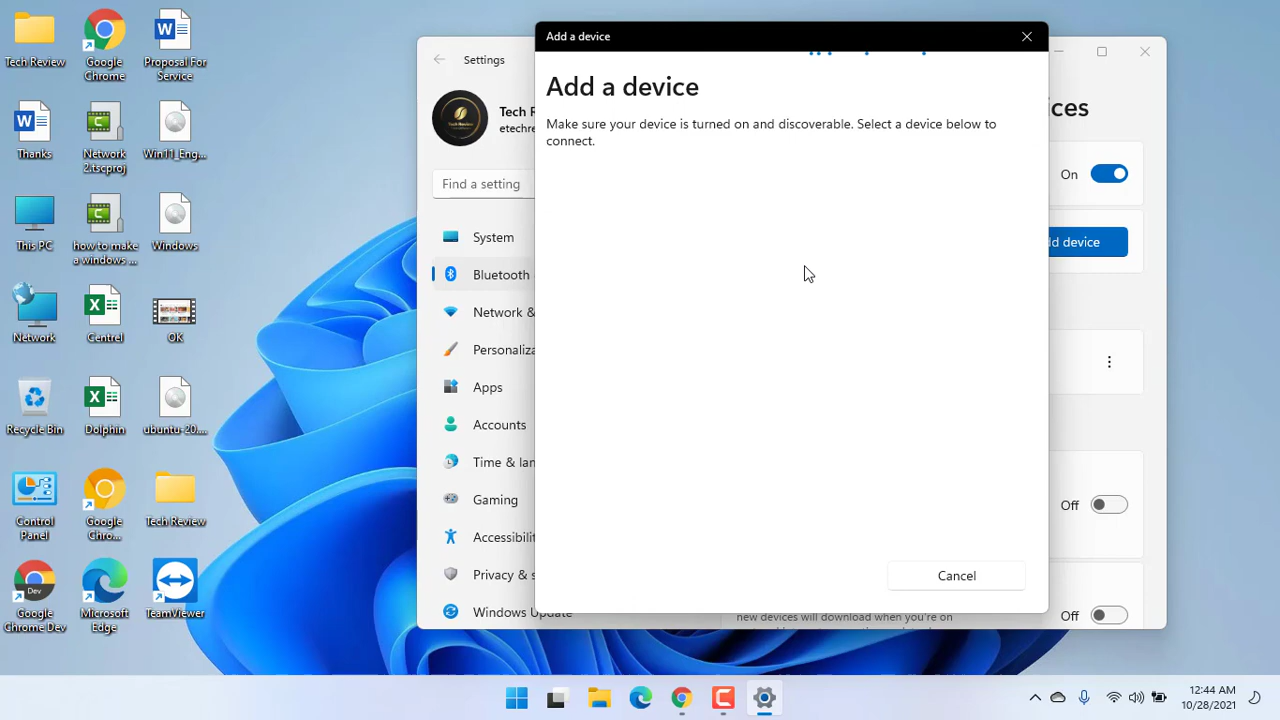 Tech Review
Google
Chrome
Proposal For
Service
Thanks
Network
2.tscproj
Win11_Eng...
This PC
how to make
a windows ...
Windows
Network
Centrel
OK
Recycle Bin
Dolphin
ubuntu-20....
Control
Panel
Google
Chro...
Tech Review
Dev
Google
Chrome Dev
Microsoft
Edge
TeamViewer
Settings
Tech R
etechre
Find a setting
System
Bluetooth
Network &
Personaliza
Apps
Accounts
Time & lan
Gaming
Accessibilit
Privacy & s
Windows Update
Add a device
Add a device
Make sure your device is turned on and discoverable. Select a device below to
connect.
Cancel
ices
On
dd device
Off
Off
new devices will download when you're on
12:44 AM
10/28/2021